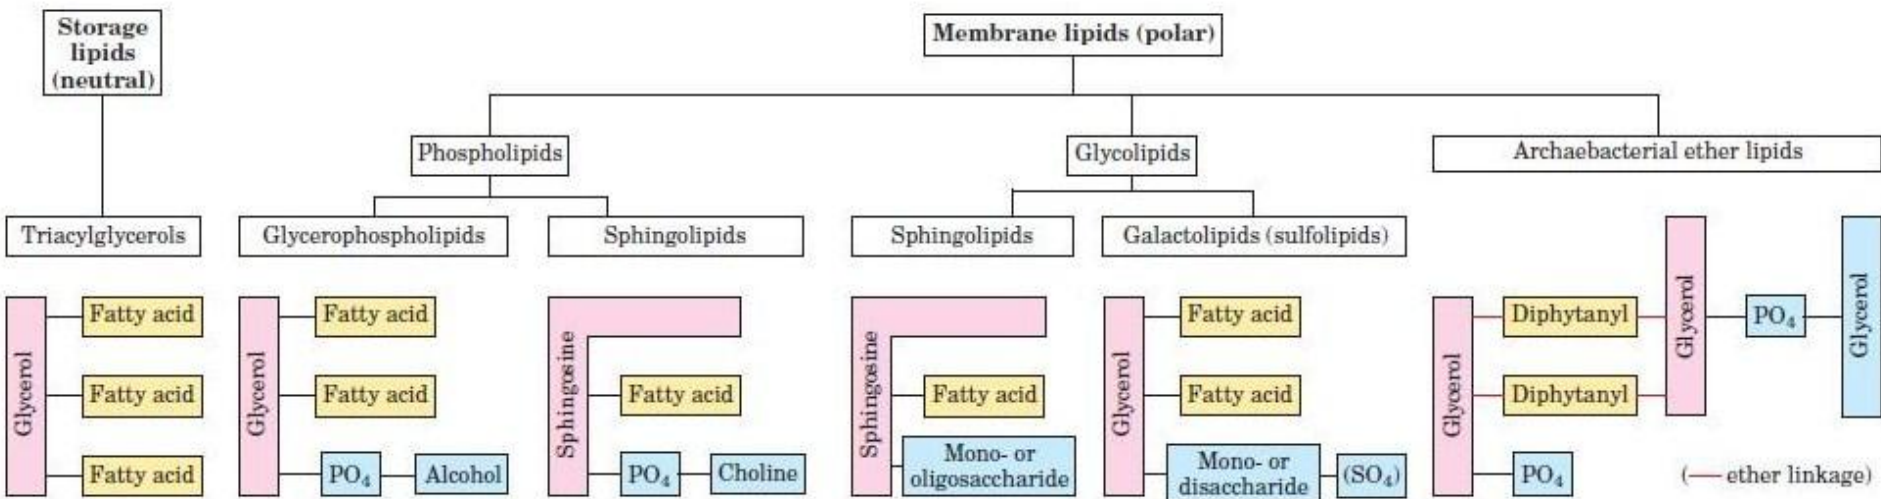 Storage
lipids
(neutral)
Membrane lipids (polar)
Phospholipids
Glycolipids
Archaebacterial ether lipids
Triacylglycerols
Glycerophospholipids
Sphingolipids
Sphingolipids
Galactolipids (sulfolipids)
Glycerol
Fatty acid
Fatty acid
Fatty acid
Glycerol
Fatty acid
Fatty acid
PO₄
Alcohol
Sphingosine
Fatty acid
PO₄
Choline
Sphingosine
Fatty acid
Mono- or
oligosaccharide
Glycerol
Fatty acid
Fatty acid
Mono- or
disaccharide
(SO₄)
Glycerol
Diphytanyl
Diphytanyl
PO₄
Glycerol
PO₄
Glycerol
(— ether linkage)